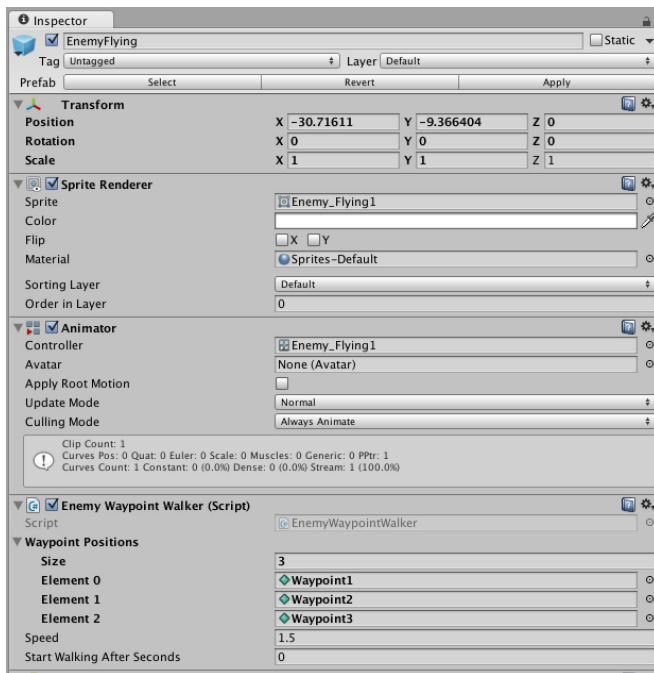 Inspector
EnemyFlying Static
Tag Untagged Layer Default
Prefab Select Revert Apply
Transform
Position X -30.71611 Y -9.366404 Z 0
Rotation X 0 Y 0 Z 0
Scale X 1 Y 1 Z 1
Sprite Renderer
Sprite Enemy_Flying1
Color
Flip X Y
Material Sprites-Default
Sorting Layer Default
Order in Layer 0
Animator
Controller Enemy_Flying1
Avatar None (Avatar)
Apply Root Motion
Update Mode Normal
Culling Mode Always Animate
Clip Count: 1
Curves Pos: 0 Quat: 0 Euler: 0 Scale: 0 Muscles: 0 Generic: 0 PPtr: 1
Curves Count: 1 Constant: 0 (0.0%) Dense: 0 (0.0%) Stream: 1 (100.0%)
Enemy Waypoint Walker (Script)
Script EnemyWaypointWalker
Waypoint Positions
Size 3
Element 0 Waypoint1
Element 1 Waypoint2
Element 2 Waypoint3
Speed 1.5
Start Walking After Seconds 0